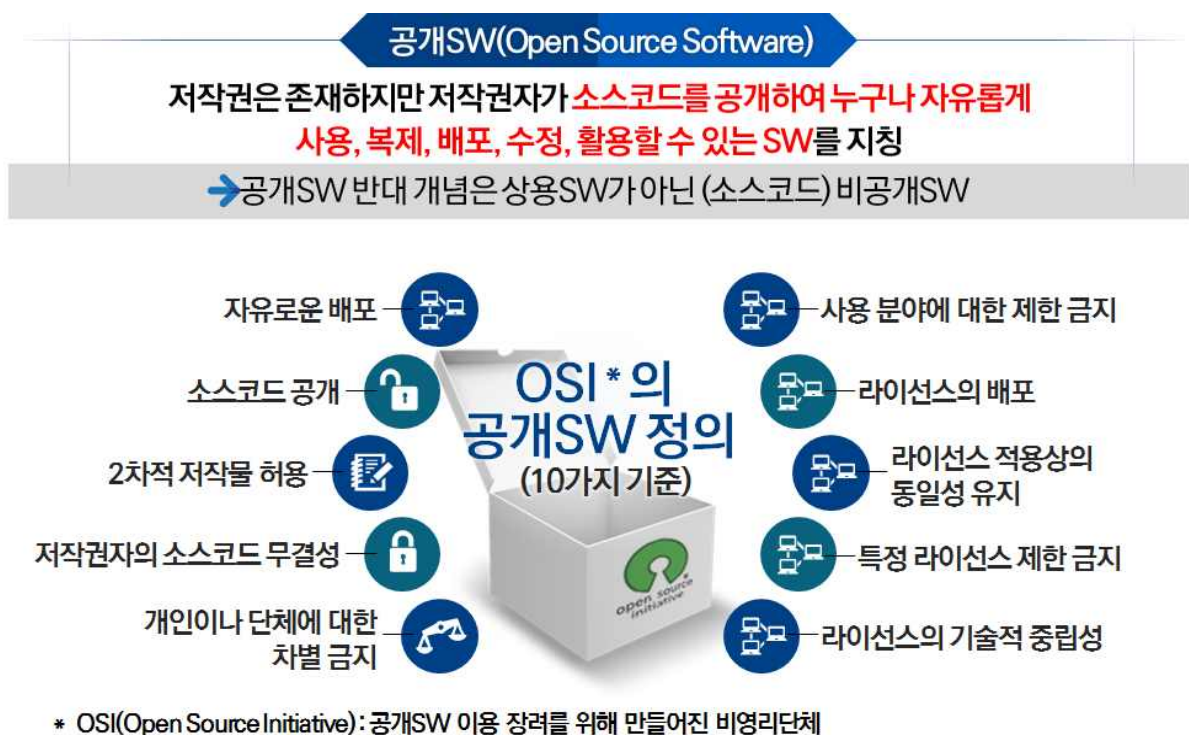 공개SW(Open Source Software)
저작권은 존재하지만 저작권자가 소스코드를 공개하여 누구나 자유롭게
사용, 복제, 배포, 수정, 활용할 수 있는 SW를 지칭
공개SW 반대 개념은 상용SW가 아닌 (소스코드) 비공개SW
OSI*의
공개SW 정의
(10가지 기준)
자유로운 배포
소스코드 공개
2차적 저작물 허용
저작권자의 소스코드 무결성
개인이나 단체에 대한
차별 금지
사용 분야에 대한 제한 금지
라이선스의 배포
라이선스 적용상의
동일성 유지
특정 라이선스 제한 금지
라이선스의 기술적 중립성
open source
initiative
* OSI(Open Source Initiative) : 공개SW 이용 장려를 위해 만들어진 비영리단체